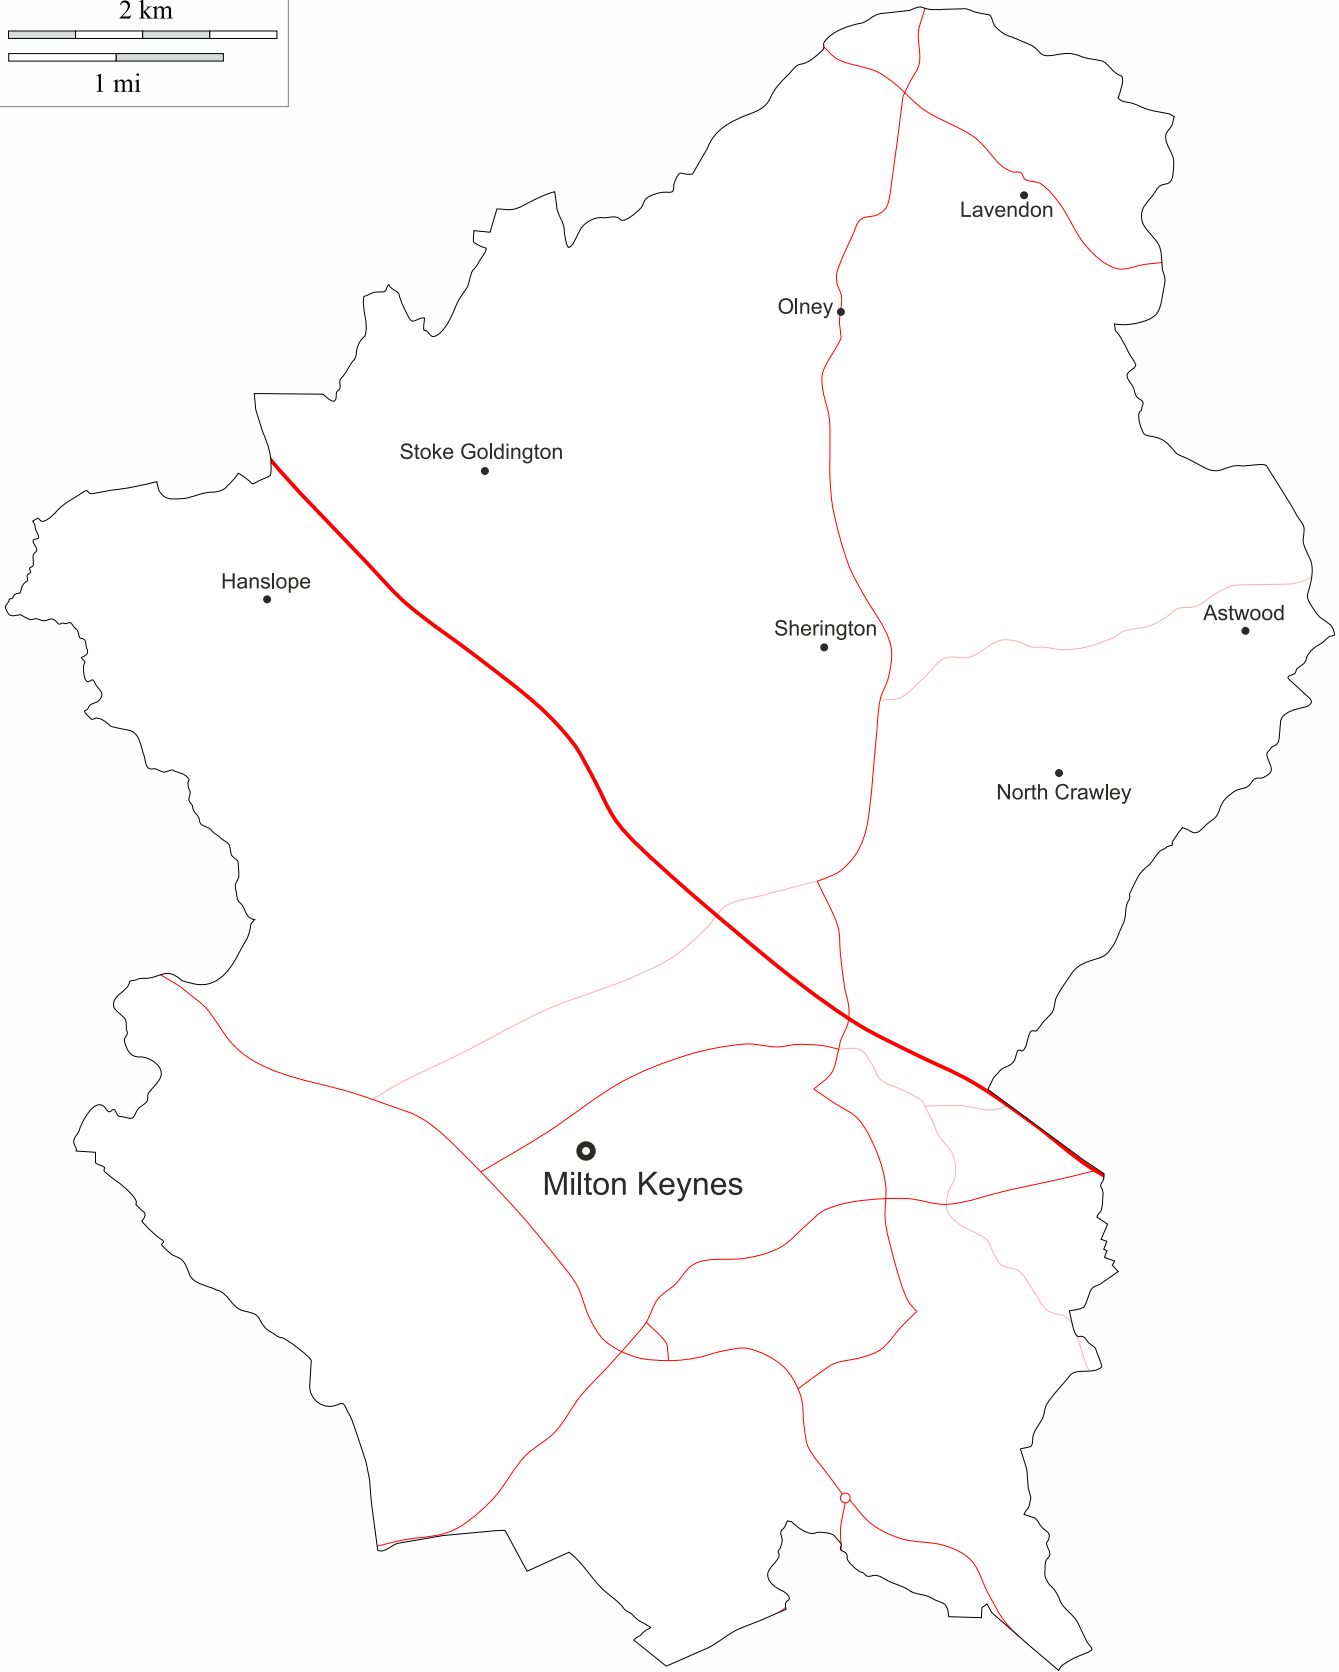 2 km
1 mi
Lavendon
Olney
Stoke Goldington
Hanslope
Astwood
Sherington
North Crawley
Milton Keynes